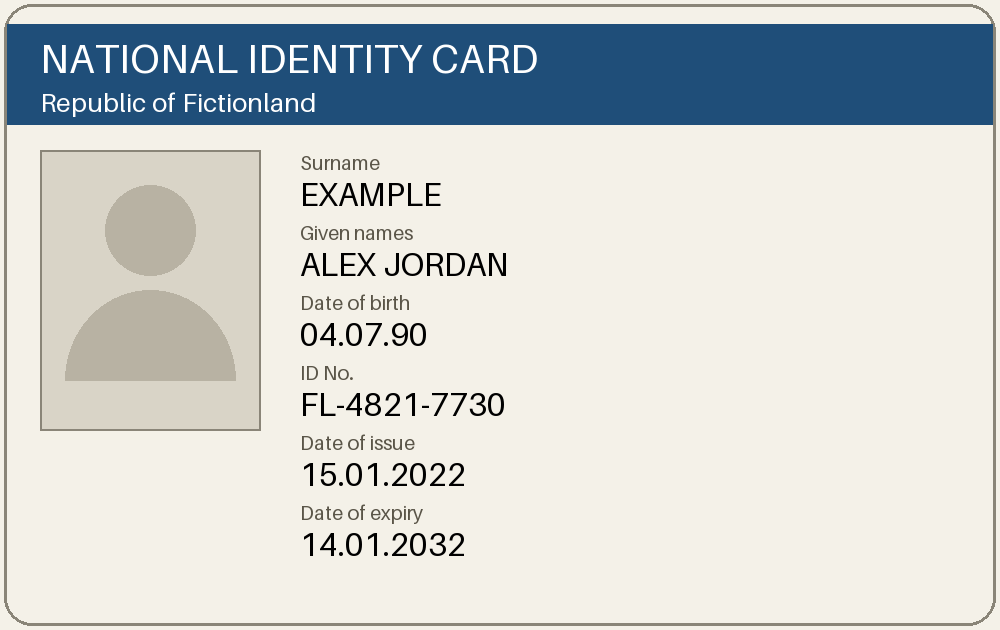 NATIONAL IDENTITY CARD
Republic of Fictionland
Surname
EXAMPLE
Given names
ALEX JORDAN
Date of birth
04.07.90
ID No.
FL-4821-7730
Date of issue
15.01.2022
Date of expiry
14.01.2032